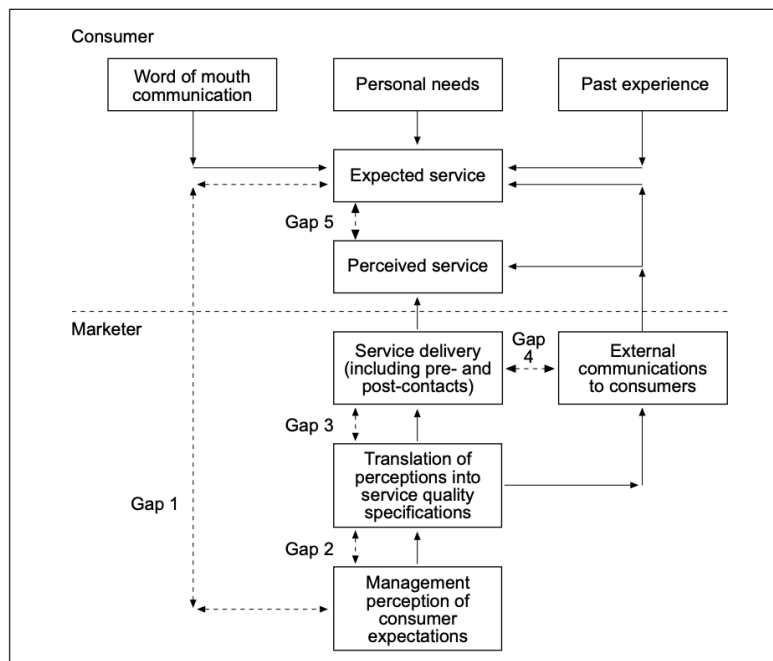 Consumer
Word of mouth
communication
Personal needs
Past experience
Expected service
Gap 5
Perceived service
Marketer
Service delivery
(including pre- and
post-contacts)
Gap
4
External
communications
to consumers
Gap 3
Translation of
perceptions into
service quality
specifications
Gap 1
Gap 2
Management
perception of
consumer
expectations